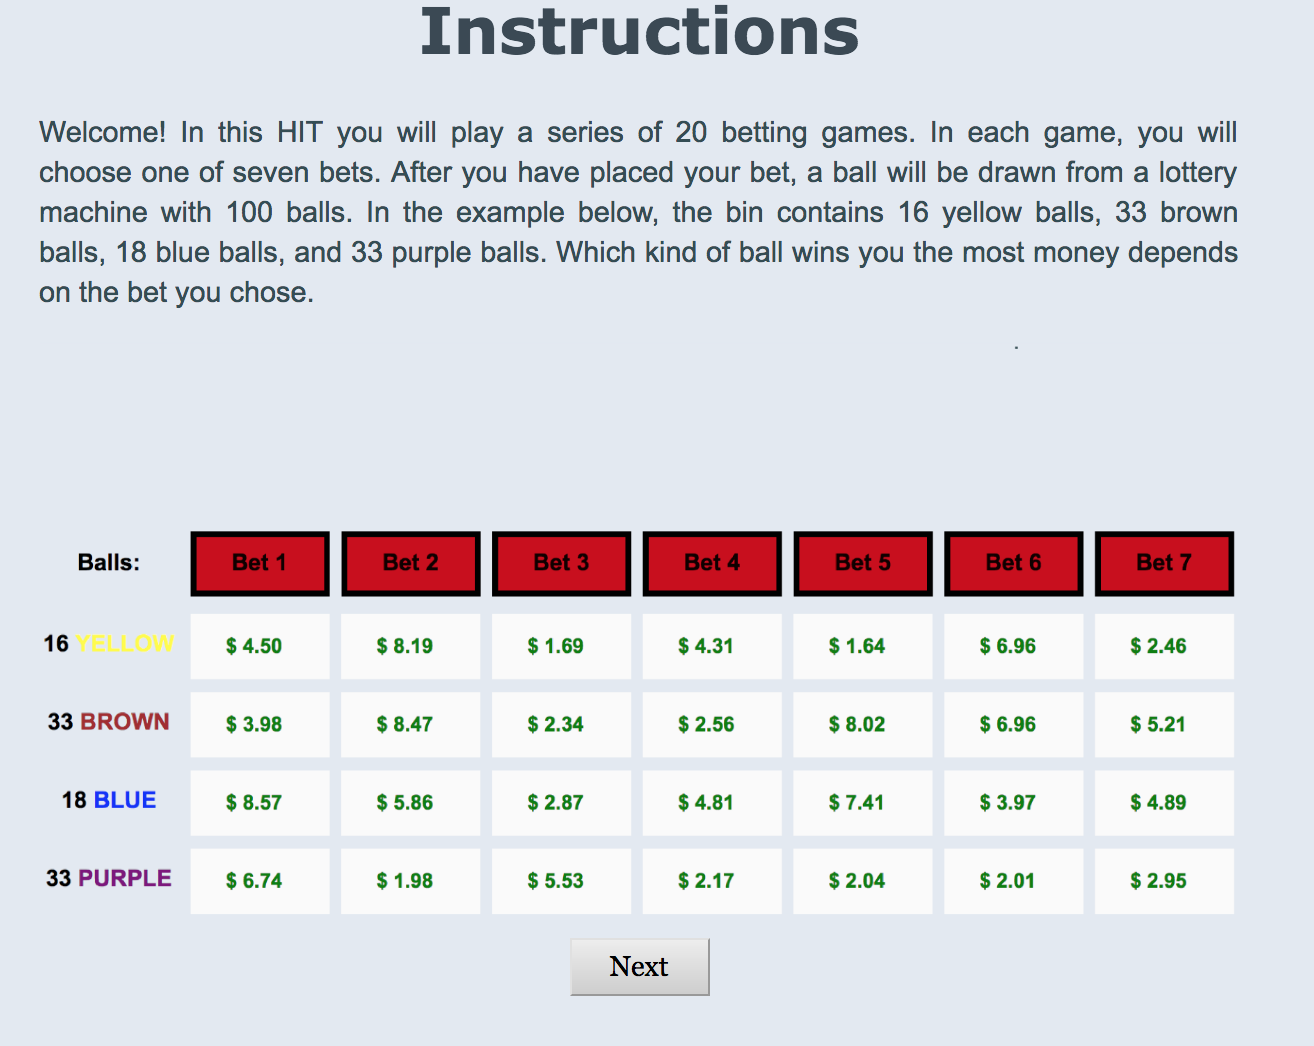 Instructions
Welcome! In this HIT you will play a series of 20 betting games. In each game, you will
choose one of seven bets. After you have placed your bet, a ball will be drawn from a lottery
machine with 100 balls. In the example below, the bin contains 16 yellow balls, 33 brown
balls, 18 blue balls, and 33 purple balls. Which kind of ball wins you the most money depends
on the bet you chose.
Balls: Bet 1 Bet 2 Bet 3 Bet 4 Bet 5 Bet 6 Bet 7
16 YELLOW $ 4.50 $ 8.19 $ 1.69 $ 4.31 $ 1.64 $ 6.96 $ 2.46
33 BROWN $ 3.98 $ 8.47 $ 2.34 $ 2.56 $ 8.02 $ 6.96 $ 5.21
18 BLUE $ 8.57 $ 5.86 $ 2.87 $ 4.81 $ 7.41 $ 3.97 $ 4.89
33 PURPLE $ 6.74 $ 1.98 $ 5.53 $ 2.17 $ 2.04 $ 2.01 $ 2.95
Next